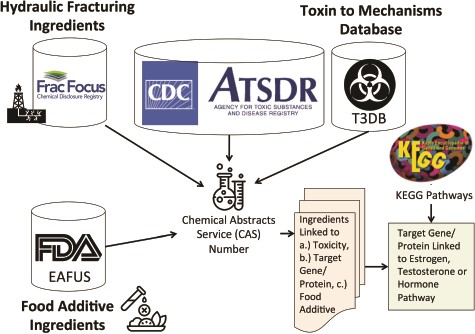 Hydraulic Fracturing
Ingredients
Toxin to Mechanisms
Database
FracFocus
Chemical Disclosure Registry
CDC
ATSDR
AGENCY FOR TOXIC SUBSTANCES
AND DISEASE REGISTRY
T3DB
KEGG
KEGG Pathways
Chemical Abstracts
Service (CAS)
Number
FDA
EAFUS
Food Additive
Ingredients
Ingredients
Linked to
a.) Toxicity,
b.) Target
Gene/
Protein, c.)
Food
Additive
Target Gene/
Protein Linked
to Estrogen,
Testosterone or
Hormone
Pathway